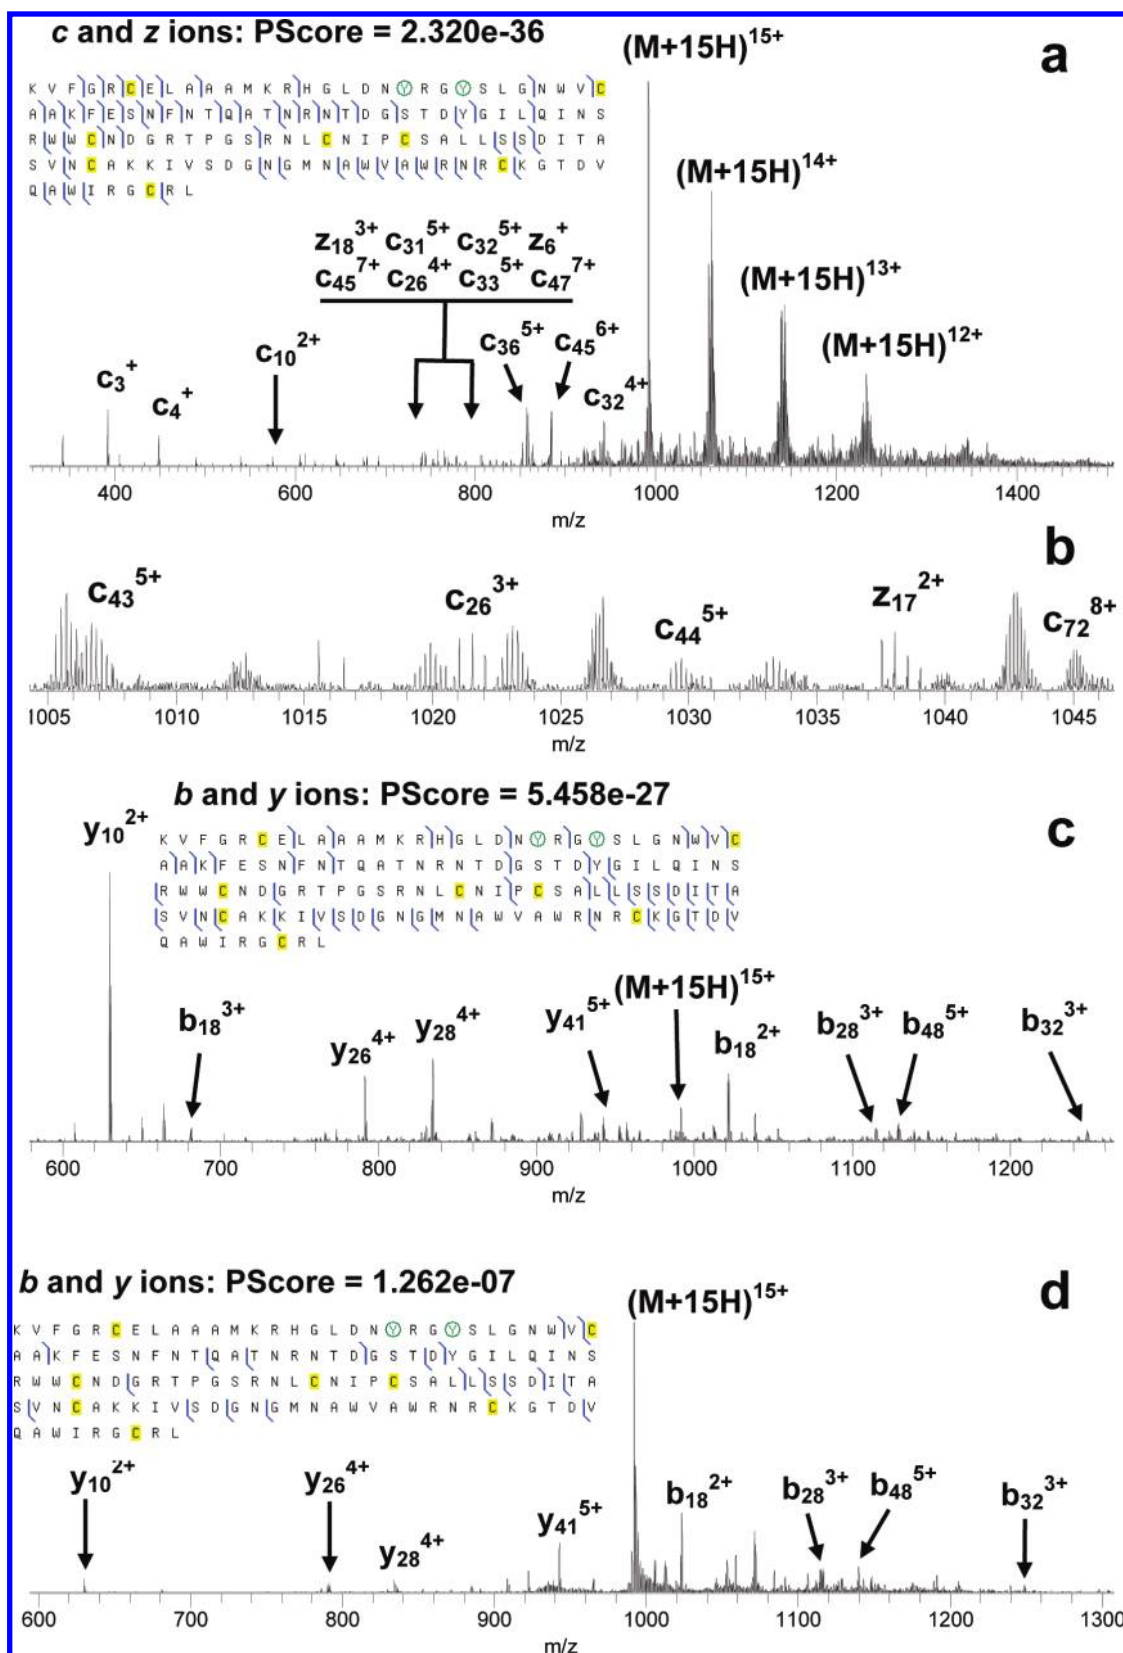 c and z ions: PScore = 2.320e-36
a
(M+15H)15+
K V F G R C E L A A A M K R H G L D N Y R G Y S L G N W V C
A A K F E S N F N T Q A T N R N T D G S T D Y G I L Q I N S
R W W C N D G R T P G S R N L C N I P C S A L L S S D I T A
S V N C A K K I V S D G N G M N A W V A W R N R C K G T D V
Q A W I R G C R L
(M+15H)14+
(M+15H)13+
(M+15H)12+
z18 3+ c31 5+ c32 5+ z6 +
c45 7+ c26 4+ c33 5+ c47 7+
c3 + c4 + c10 2+ c36 5+ c45 6+ c32 4+
400 600 800 1000 1200 1400
m/z
b
c43 5+ c26 3+ c44 5+ z17 2+ c72 8+
1005 1010 1015 1020 1025 1030 1035 1040 1045
m/z
b and y ions: PScore = 5.458e-27
c
y10 2+
K V F G R C E L A A A M K R H G L D N Y R G Y S L G N W V C
A A K F E S N F N T Q A T N R N T D G S T D Y G I L Q I N S
R W W C N D G R T P G S R N L C N I P C S A L L S S D I T A
S V N C A K K I V S D G N G M N A W V A W R N R C K G T D V
Q A W I R G C R L
b18 3+ y26 4+ y28 4+ y41 5+ (M+15H)15+ b18 2+ b28 3+ b48 5+ b32 3+
600 700 800 900 1000 1100 1200
m/z
b and y ions: PScore = 1.262e-07
d
(M+15H)15+
K V F G R C E L A A A M K R H G L D N Y R G Y S L G N W V C
A A K F E S N F N T Q A T N R N T D G S T D Y G I L Q I N S
R W W C N D G R T P G S R N L C N I P C S A L L S S D I T A
S V N C A K K I V S D G N G M N A W V A W R N R C K G T D V
Q A W I R G C R L
y10 2+ y26 4+ y28 4+ y41 5+ b18 2+ b28 3+ b48 5+ b32 3+
600 700 800 900 1000 1100 1200 1300
m/z